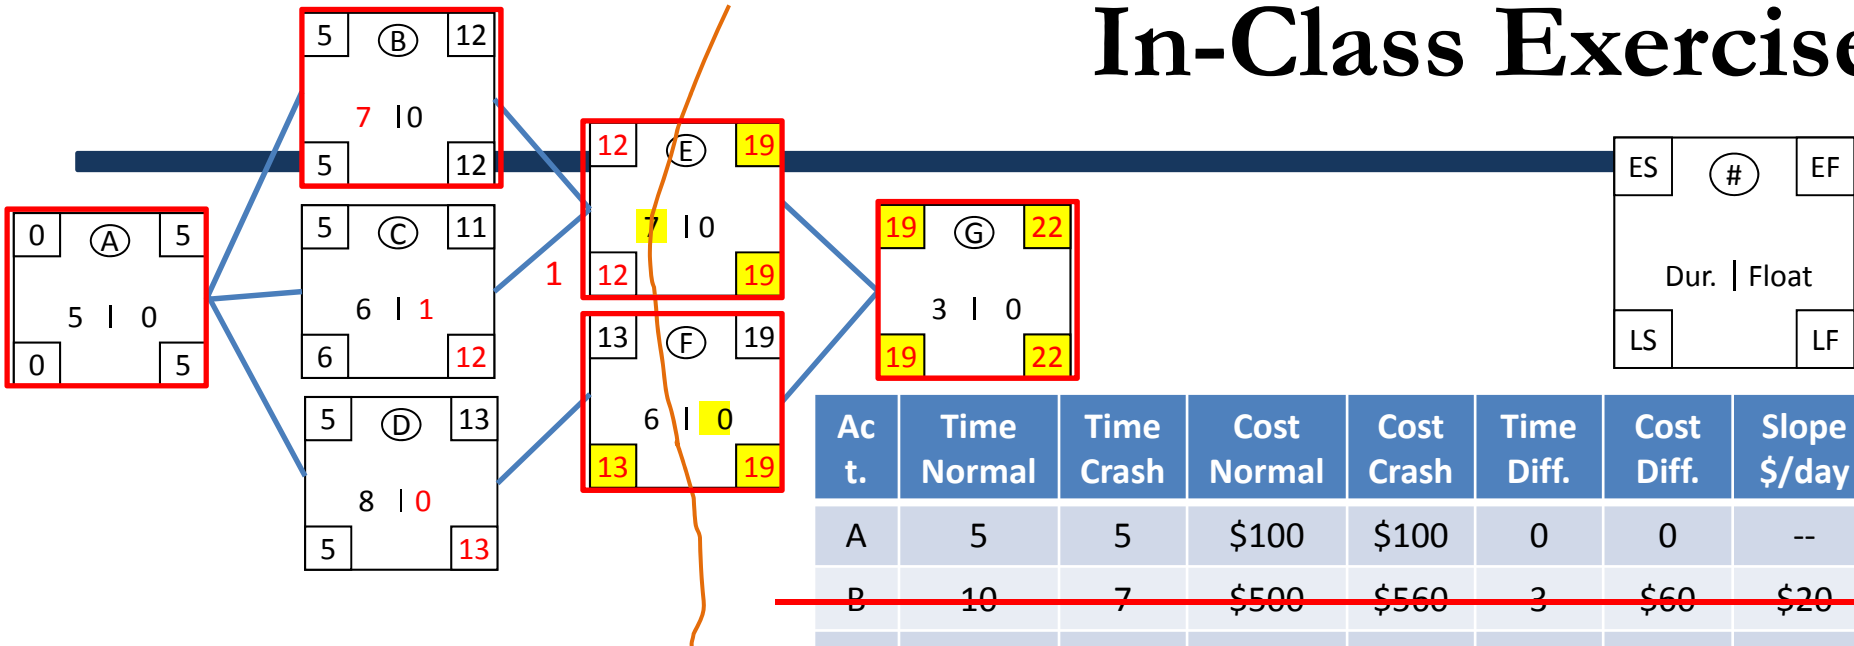 In-Class Exercise
5 B 12
7 | 0
5 12
0 A 5
5 | 0
0 5
5 C 11
6 | 1
6 12
5 D 13
8 | 0
5 13
1
12 E 19
7 | 0
12 19
13 F 19
6 | 0
13 19
19 G 22
3 | 0
19 22
ES # EF
Dur. | Float
LS LF
Ac Time Time Cost Cost Time Cost Slope
t. Normal Crash Normal Crash Diff. Diff. $/day
A 5 5 $100 $100 0 0 --
B 10 7 $500 $560 3 $60 $20